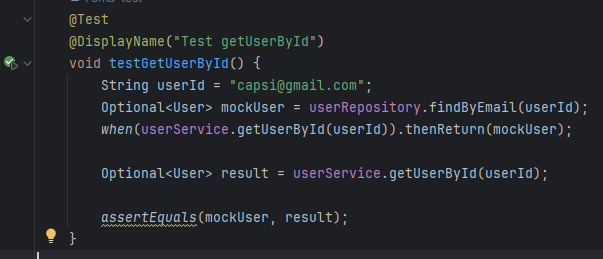 @Test
@DisplayName("Test getUserById")
void testGetUserById() {
String userId = "capsi@gmail.com";
Optional<User> mockUser = userRepository.findByEmail(userId);
when(userService.getUserById(userId)).thenReturn(mockUser);
Optional<User> result = userService.getUserById(userId);
assertEquals(mockUser, result);
}